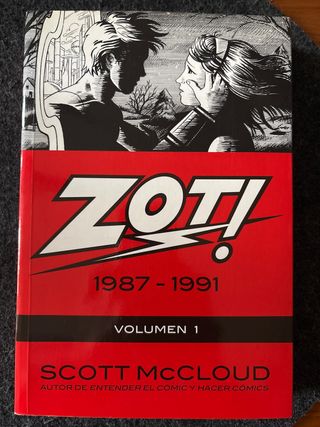 ZOT!
1987 - 1991
VOLUMEN 1
SCOTT McCLOUD
AUTOR DE ENTENDER EL CÓMIC Y HACER CÓMICS